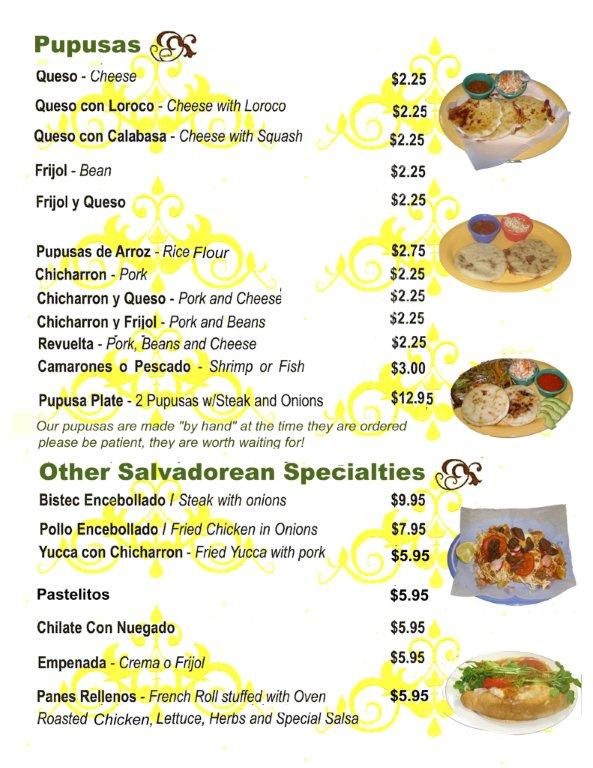 Pupusas
Queso - Cheese $2.25
Queso con Loroco - Cheese with Loroco $2.25
Queso con Calabasa - Cheese with Squash $2.25
Frijol - Bean $2.25
Frijol y Queso $2.25
Pupusas de Arroz - Rice Flour $2.75
Chicharron - Pork $2.25
Chicharron y Queso - Pork and Cheese $2.25
Chicharron y Frijol - Pork and Beans $2.25
Revuelta - Pork, Beans and Cheese $2.25
Camarones o Pescado - Shrimp or Fish $3.00
Pupusa Plate - 2 Pupusas w/Steak and Onions $12.95
Our pupusas are made "by hand" at the time they are ordered
please be patient, they are worth waiting for!
Other Salvadorean Specialties
Bistec Encebollado / Steak with onions $9.95
Pollo Encebollado / Fried Chicken in Onions $7.95
Yucca con Chicharron - Fried Yucca with pork $5.95
Pastelitos $5.95
Chilate Con Nuegado $5.95
Empenada - Crema o Frijol $5.95
Panes Rellenos - French Roll stuffed with Oven $5.95
Roasted Chicken, Lettuce, Herbs and Special Salsa